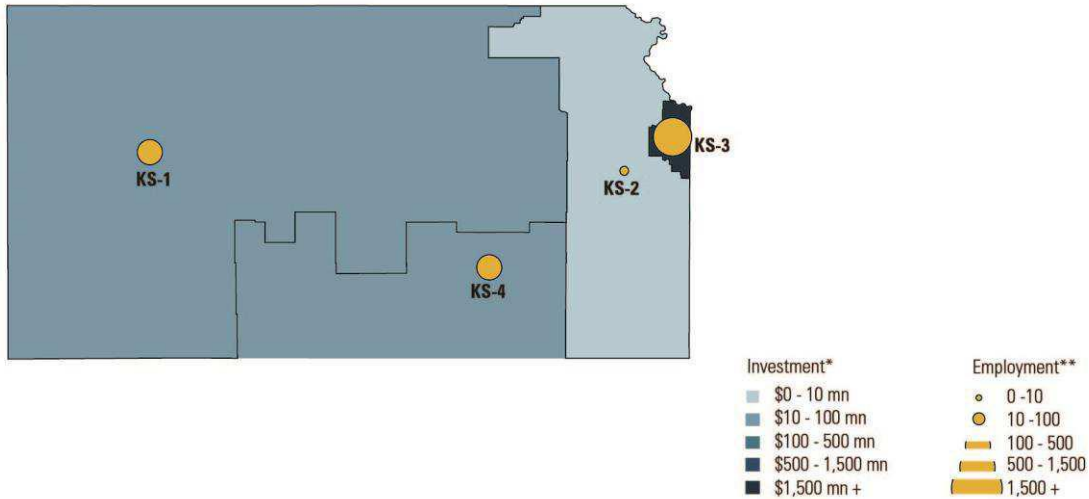 KS-1
KS-2
KS-3
KS-4
Investment*
$0 - 10 mn
$10 - 100 mn
$100 - 500 mn
$500 - 1,500 mn
$1,500 mn +
Employment**
0 -10
10 -100
100 - 500
500 - 1,500
1,500 +